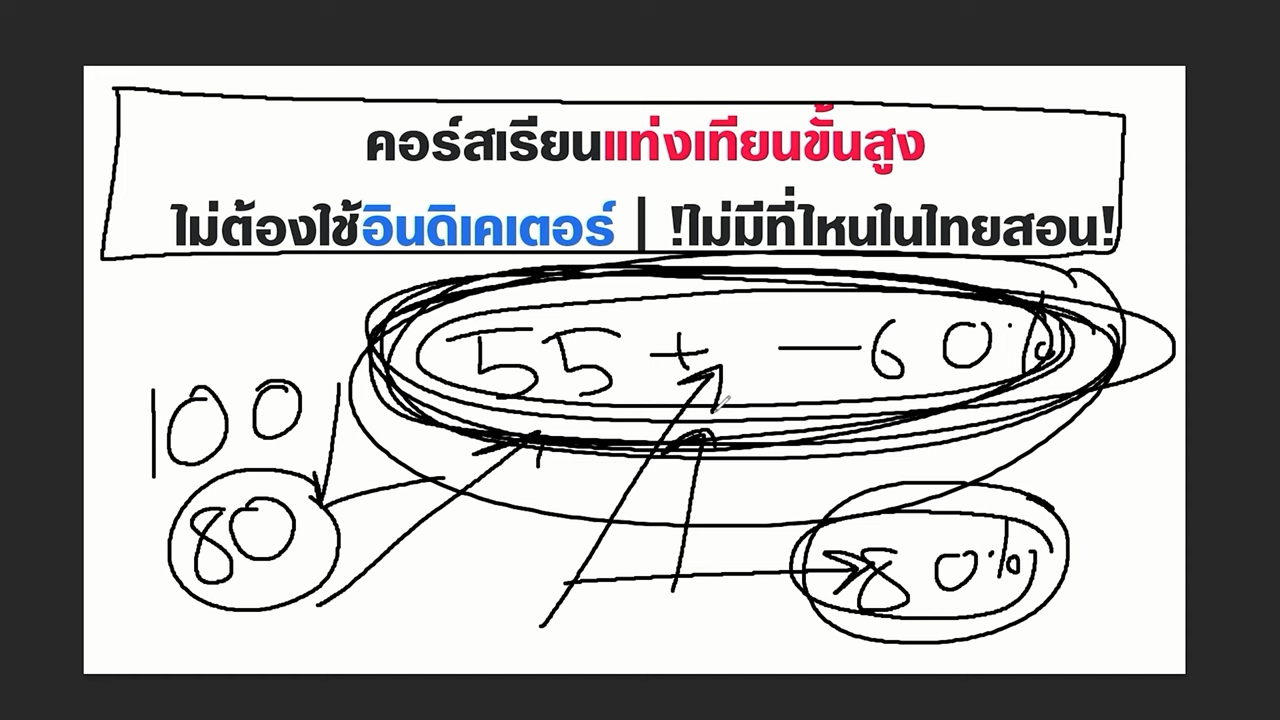 คอร์สเรียนแท่งเทียนขั้นสูง
ไม่ต้องใช้อินดิเคเตอร์ | !ไม่มีที่ไหนในไทยสอน!
55 + — 60%
100
80
80%